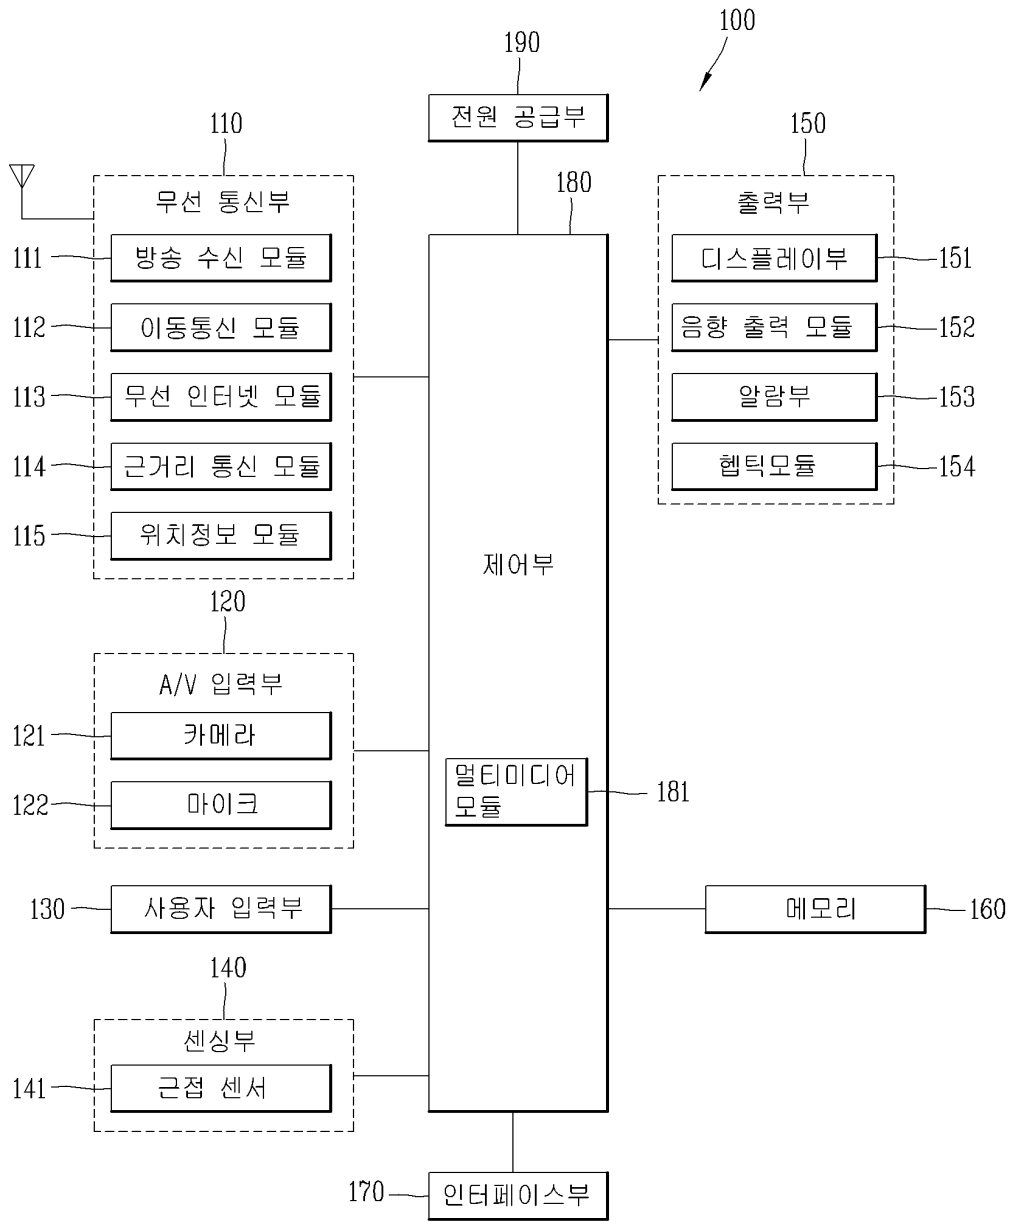 100
190
전원 공급부
110
무선 통신부
111
방송 수신 모듈
112
이동통신 모듈
113
무선 인터넷 모듈
114
근거리 통신 모듈
115
위치정보 모듈
120
A/V 입력부
121
카메라
122
마이크
130
사용자 입력부
140
센싱부
141
근접 센서
180
제어부
멀티미디어
모듈
181
150
출력부
디스플레이부
151
음향 출력 모듈
152
알람부
153
헵틱모듈
154
메모리
160
170
인터페이스부